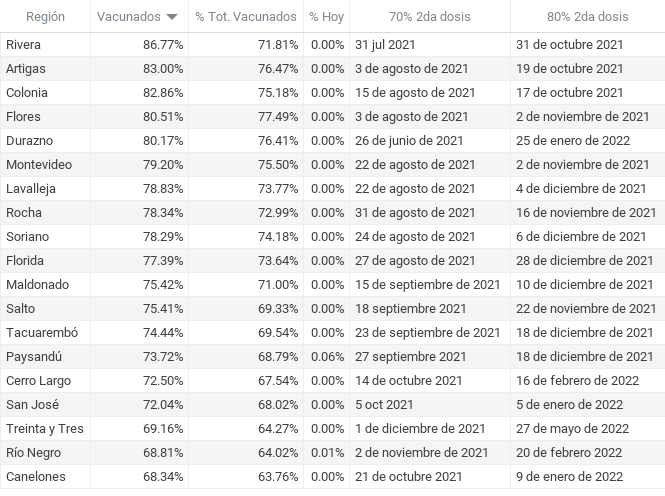 Región Vacunados % Tot. Vacunados % Hoy 70% 2da dosis 80% 2da dosis
Rivera 86.77% 71.81% 0.00% 31 jul 2021 31 de octubre 2021
Artigas 83.00% 76.47% 0.00% 3 de agosto de 2021 19 de octubre 2021
Colonia 82.86% 75.18% 0.00% 15 de agosto de 2021 17 de octubre 2021
Flores 80.51% 77.49% 0.00% 3 de agosto de 2021 2 de noviembre de 2021
Durazno 80.17% 76.41% 0.00% 26 de junio de 2021 25 de enero de 2022
Montevideo 79.20% 75.50% 0.00% 22 de agosto de 2021 2 de noviembre de 2021
Lavalleja 78.83% 73.77% 0.00% 22 de agosto de 2021 4 de diciembre de 2021
Rocha 78.34% 72.99% 0.00% 31 de agosto de 2021 16 de noviembre de 2021
Soriano 78.29% 74.18% 0.00% 24 de agosto de 2021 6 de diciembre de 2021
Florida 77.39% 73.64% 0.00% 27 de agosto de 2021 28 de diciembre de 2021
Maldonado 75.42% 71.00% 0.00% 15 de septiembre de 2021 10 de diciembre de 2021
Salto 75.41% 69.33% 0.00% 18 septiembre 2021 22 de noviembre de 2021
Tacuarembó 74.44% 69.54% 0.00% 23 de septiembre de 2021 18 de diciembre de 2021
Paysandú 73.72% 68.79% 0.06% 27 septiembre 2021 18 de diciembre de 2021
Cerro Largo 72.50% 67.54% 0.00% 14 de octubre 2021 16 de febrero de 2022
San José 72.04% 68.02% 0.00% 5 oct 2021 5 de enero de 2022
Treinta y Tres 69.16% 64.27% 0.00% 1 de diciembre de 2021 27 de mayo de 2022
Río Negro 68.81% 64.02% 0.01% 2 de noviembre de 2021 20 de febrero 2022
Canelones 68.34% 63.76% 0.00% 21 de octubre 2021 9 de enero de 2022